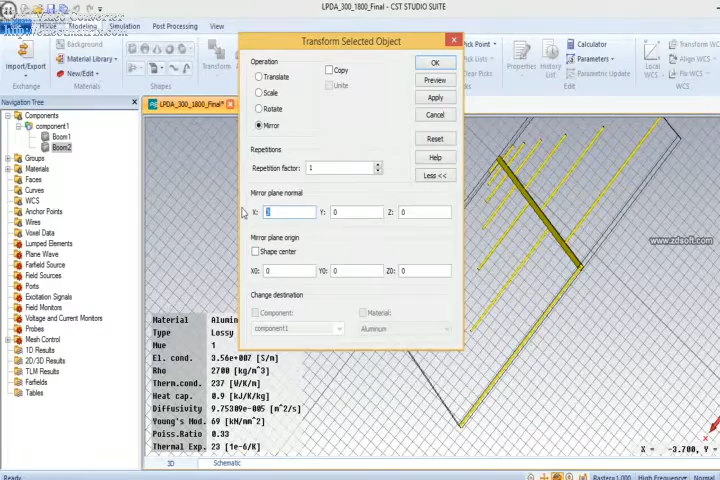 LPDA_300_1800_Final* - CST STUDIO SUITE
Home
Modeling
Simulation
Post Processing
View
Import/Export
Exchange
Background
Material Library
New/Edit
Materials
Transform
Pick Point
Pick Lists
Clear Picks
Properties
History List
Calculator
Parameters
Parametric Update
Edit
Local WCS
Transform WCS
Align WCS
Fix WCS
WCS
Navigation Tree
Components
component1
Boom1
Boom2
Groups
Materials
Faces
Curves
WCS
Anchor Points
Wires
Voxel Data
Lumped Elements
Plane Wave
Farfield Source
Field Sources
Ports
Excitation Signals
Field Monitors
Voltage and Current Monitors
Probes
Mesh Control
1D Results
2D/3D Results
TLM Results
Farfields
Tables
LPDA_300_1800_Final*
Transform Selected Object
Operation
Translate
Scale
Rotate
Mirror
Copy
Unite
OK
Preview
Apply
Cancel
Reset
Help
Less <<
Repetitions
Repetition factor: 1
Mirror plane normal
X: 0 Y: 0 Z: 0
Mirror plane origin
Shape center
X0: 0 Y0: 0 Z0: 0
Change destination
Component:
component1
Material:
Aluminum
www.zdsoft.com
Type Lossy
Mue 1
El. cond. 3.56e+007 [S/m]
Rho 2700 [kg/m^3]
Therm.cond. 237 [W/K/m]
Heat cap. 0.9 [kJ/K/kg]
Diffusivity 9.75309e-005 [m^2/s]
Young's Mod. 69 [kN/mm^2]
Poiss.Ratio 0.33
Thermal Exp. 23 [1e-6/K]
X = -3.700, Y =
3D
Schematic
Ready
Raster=1.000
High Frequency